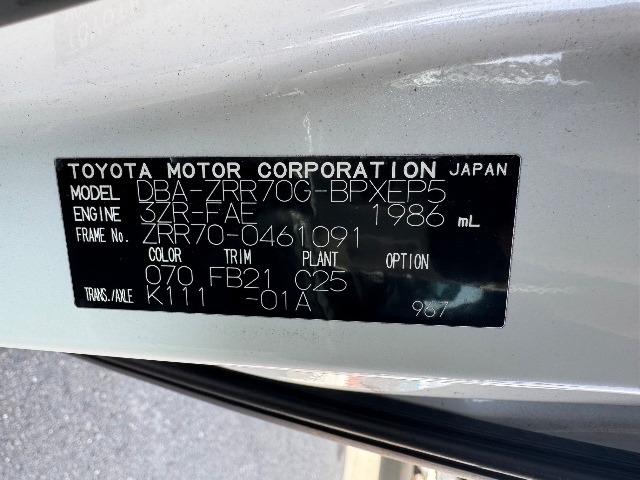 TOYOTA MOTOR CORPORATION JAPAN
MODEL DBA-ZRR70G-BPXEP5
ENGINE 3ZR-FAE 1986 mL
FRAME No. ZRR70-0461091
COLOR TRIM PLANT OPTION
070 FB21 C25
TRANS./AXLE K111 -01A
967